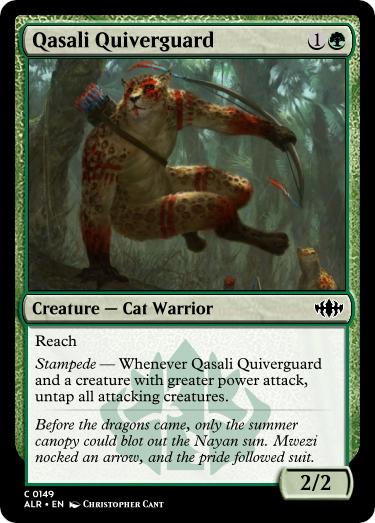 Qasali Quiverguard 1
Creature — Cat Warrior
Reach
Stampede — Whenever Qasali Quiverguard
and a creature with greater power attack,
untap all attacking creatures.
Before the dragons came, only the summer
canopy could blot out the Nayan sun. Mwezi
nocked an arrow, and the pride followed suit.
2/2
C 0149
ALR • EN Christopher Cant